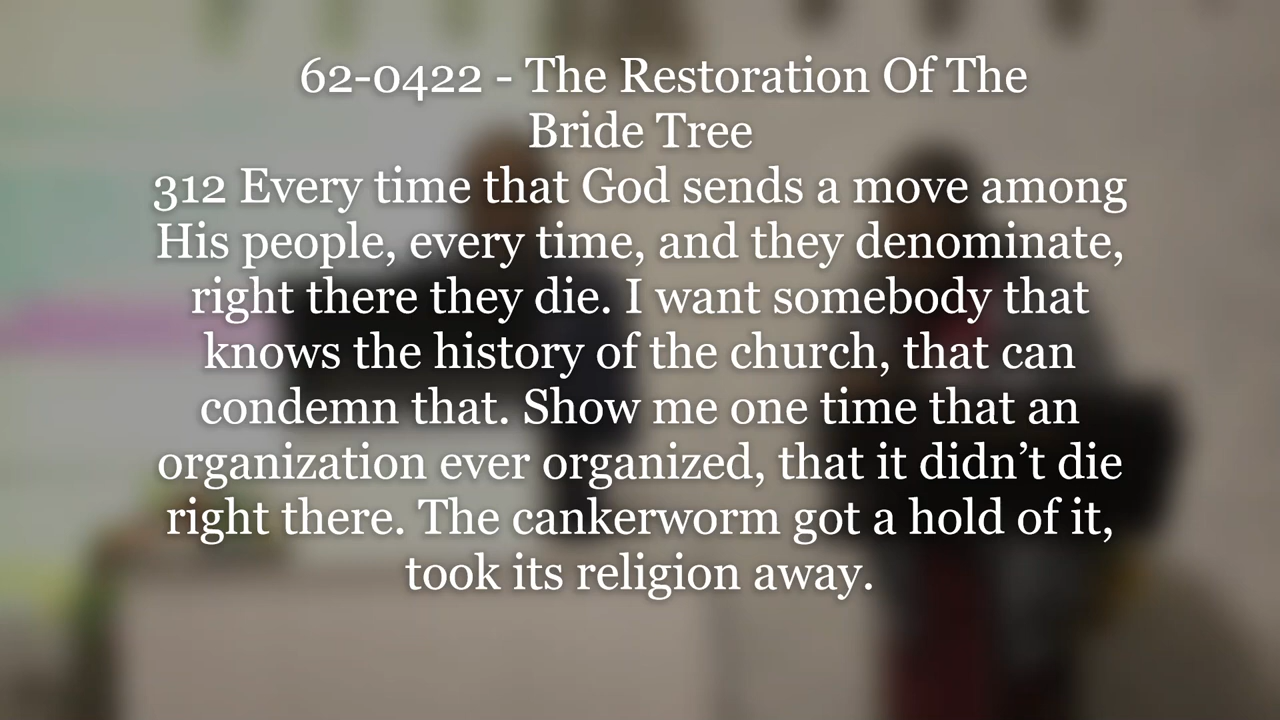 62-0422 - The Restoration Of The
Bride Tree
312 Every time that God sends a move among
His people, every time, and they denominate,
right there they die. I want somebody that
knows the history of the church, that can
condemn that. Show me one time that an
organization ever organized, that it didn’t die
right there. The cankerworm got a hold of it,
took its religion away.